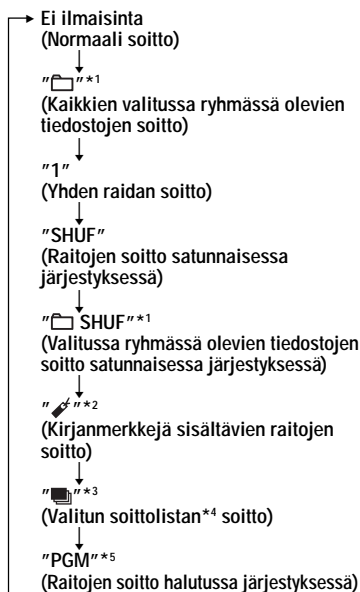 Ei ilmaisinta
(Normaali soitto)
" "*1
(Kaikkien valitussa ryhmässä olevien
tiedostojen soitto)
"1"
(Yhden raidan soitto)
"SHUF"
(Raitojen soitto satunnaisessa
järjestyksessä)
" SHUF"*1
(Valitussa ryhmässä olevien tiedostojen
soitto satunnaisessa järjestyksessä)
" "*2
(Kirjanmerkkejä sisältävien raitojen
soitto)
" "*3
(Valitun soittolistan*4 soitto)
"PGM"*5
(Raitojen soitto halutussa järjestyksessä)